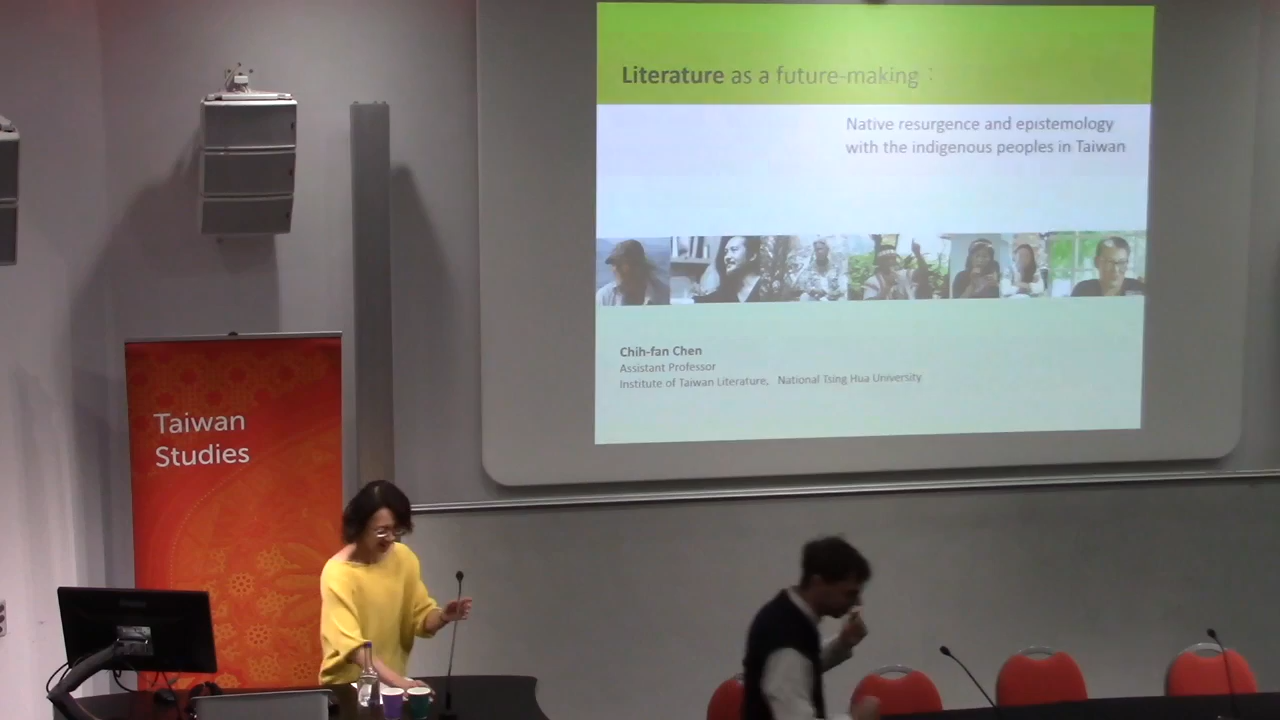 Literature as a future-making :
Native resurgence and epistemology
with the indigenous peoples in Taiwan
Chih-fan Chen
Assistant Professor
Institute of Taiwan Literature, National Tsing Hua University
Taiwan
Studies